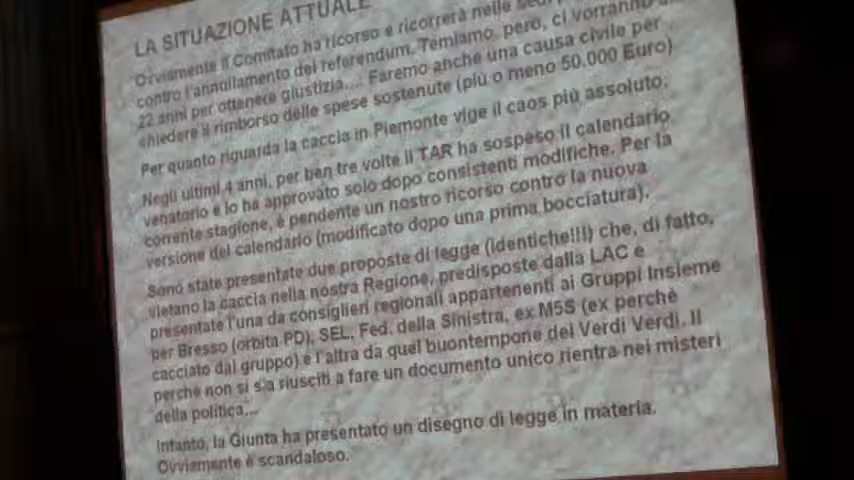 LA SITUAZIONE ATTUALE
Ovviamente il Comitato ha ricorso e ricorrerà nelle
contro l'annullamento del referendum. Temiamo, però, ci vorranno
22 anni per ottenere giustizia.... Faremo anche una causa civile per
chiedere il rimborso delle spese sostenute (più o meno 50.000 Euro)
Per quanto riguarda la caccia in Piemonte vige il caos più assoluto.
Negli ultimi 4 anni, per ben tre volte il TAR ha sospeso il calendario
venatorio e lo ha approvato solo dopo consistenti modifiche. Per la
corrente stagione, è pendente un nostro ricorso contro la nuova
versione del calendario (modificato dopo una prima bocciatura).
Sono state presentate due proposte di legge (identiche!!!) che, di fatto,
vietano la caccia nella nostra Regione, predisposte dalla LAC e
presentate l'una da consiglieri regionali appartenenti ai Gruppi Insieme
per Bresso (orbita PD), SEL, Fed. della Sinistra, ex M5S (ex perchè
cacciato dal gruppo) e l'altra da quel buontempone dei Verdi Verdi. Il
perchè non si sia riusciti a fare un documento unico rientra nei misteri
della politica...
Intanto, la Giunta ha presentato un disegno di legge in materia.
Ovviamente è scandaloso.